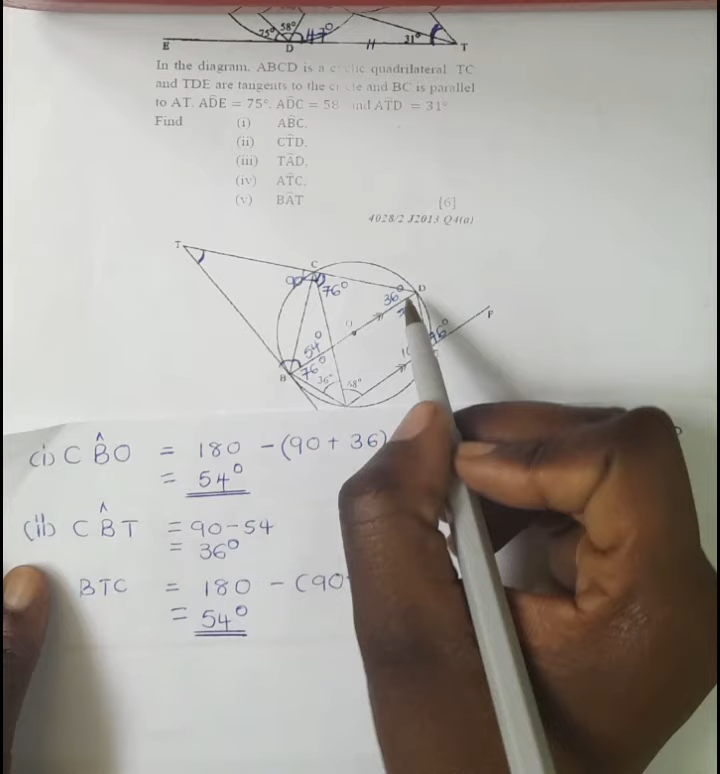 75° 58° 47° 31°
E D T
In the diagram, ABCD is a cyclic quadrilateral TC
and TDE are tangents to the circle and BC is parallel
to AT. AD̂E = 75°, AD̂C = 58 and AT̂D = 31°
Find (i) AB̂C.
(ii) CT̂D.
(iii) TÂD.
(iv) AT̂C.
(v) BÂT [6]
4028/2 J2013 Q4(a)
T
C
90 76° 36° D
P
O 76°
54°
B 76° 36° 68°
(i) CB̂O = 180 - (90 + 36)
= 54°
(ii) CB̂T = 90 - 54
= 36°
BTC = 180 - (90
= 54°